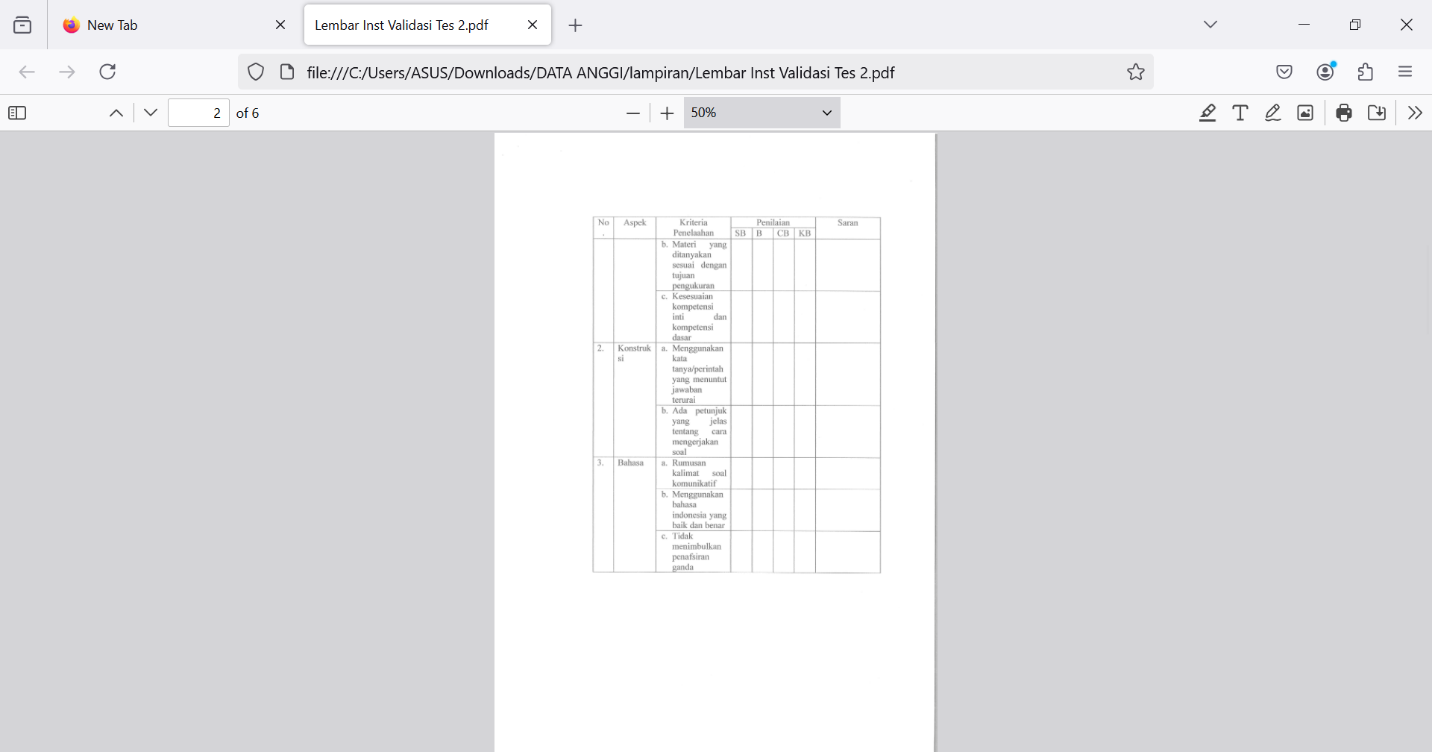 New Tab
Lembar Inst Validasi Tes 2.pdf
file:///C:/Users/ASUS/Downloads/DATA ANGGI/lampiran/Lembar Inst Validasi Tes 2.pdf
2 of 6
50%
No Aspek Kriteria Penilaian Saran
. Penelaahan SB B CB KB
b. Materi yang
ditanyakan
sesuai dengan
tujuan
pengukuran
c. Kesesuaian
kompetensi
inti dan
kompetensi
dasar
2. Konstruk a. Menggunakan
si kata
tanya/perintah
yang menuntut
jawaban
terurai
b. Ada petunjuk
yang jelas
tentang cara
mengerjakan
soal
3. Bahasa a. Rumusan
kalimat soal
komunikatif
b. Menggunakan
bahasa
indonesia yang
baik dan benar
c. Tidak
menimbulkan
penafsiran
ganda